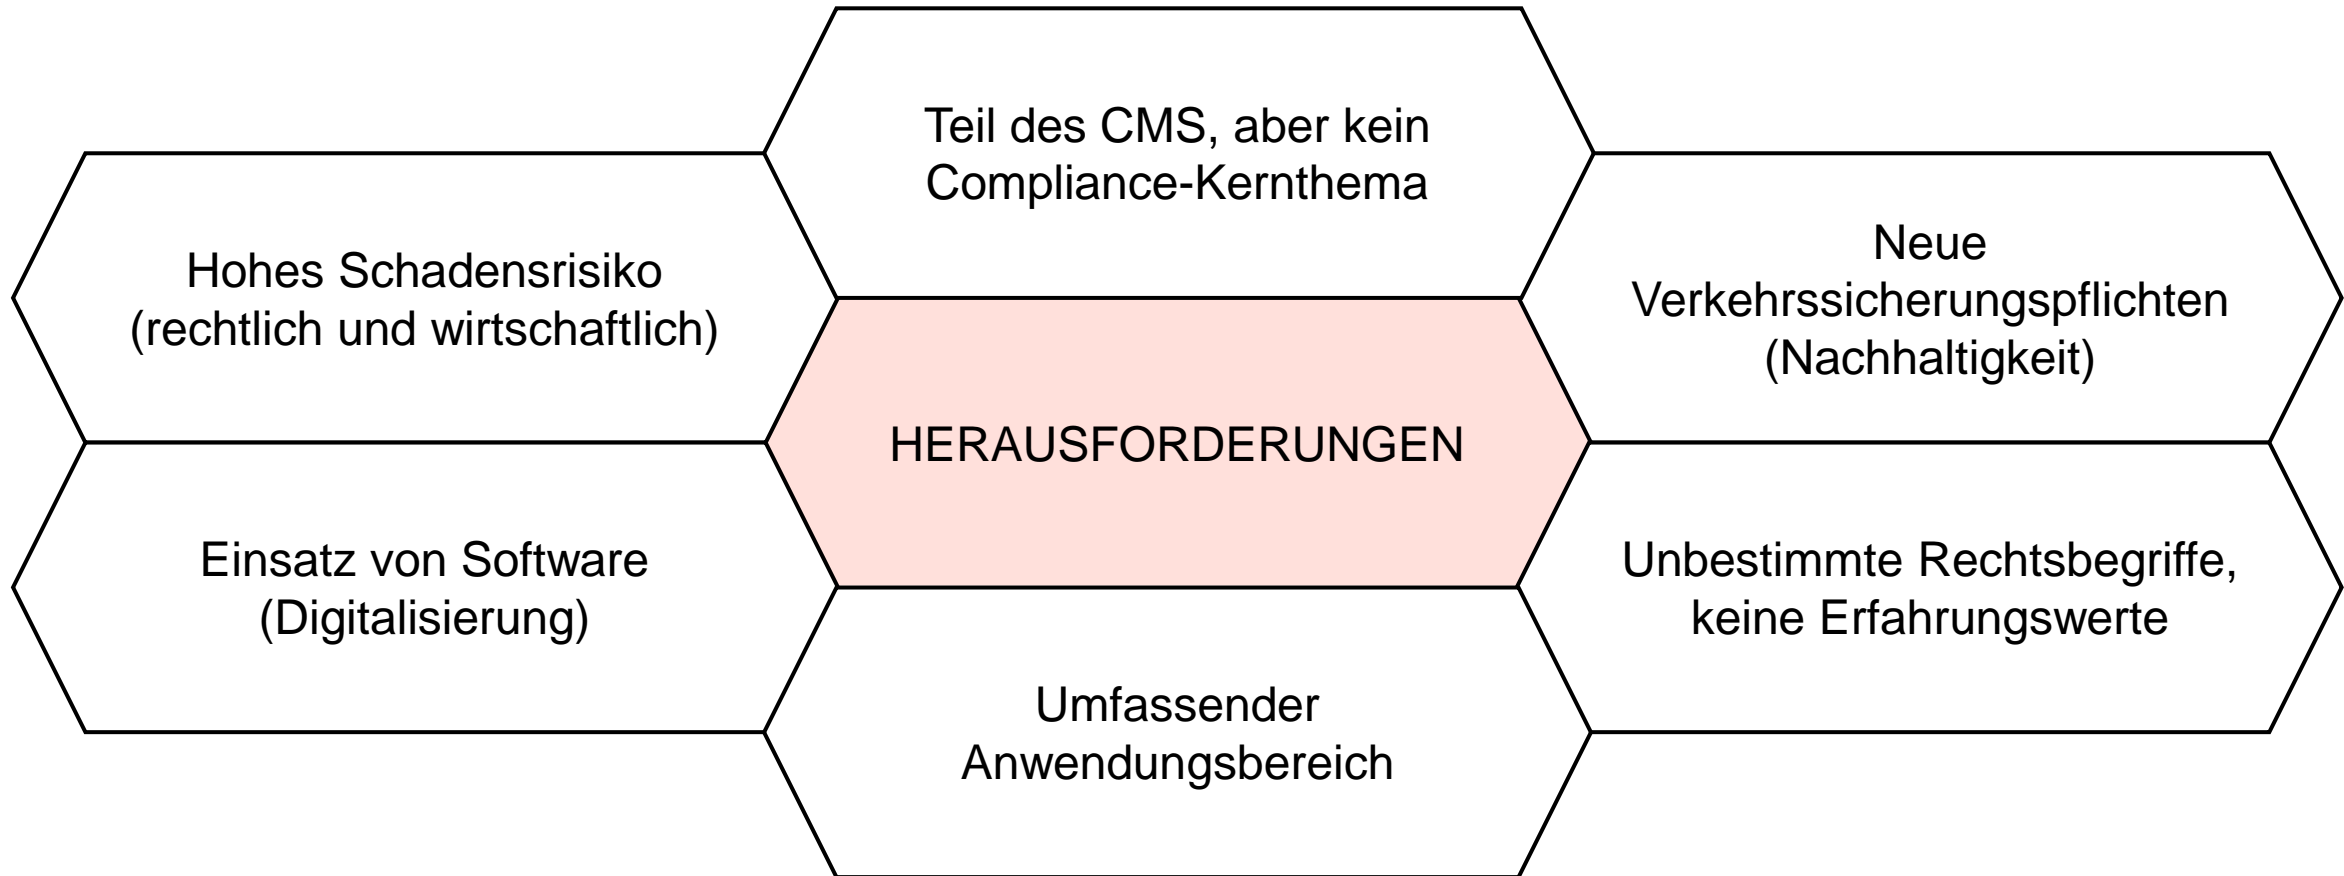 Teil des CMS, aber kein
Compliance-Kernthema
Hohes Schadensrisiko
(rechtlich und wirtschaftlich)
Neue
Verkehrssicherungspflichten
(Nachhaltigkeit)
HERAUSFORDERUNGEN
Einsatz von Software
(Digitalisierung)
Unbestimmte Rechtsbegriffe,
keine Erfahrungswerte
Umfassender
Anwendungsbereich